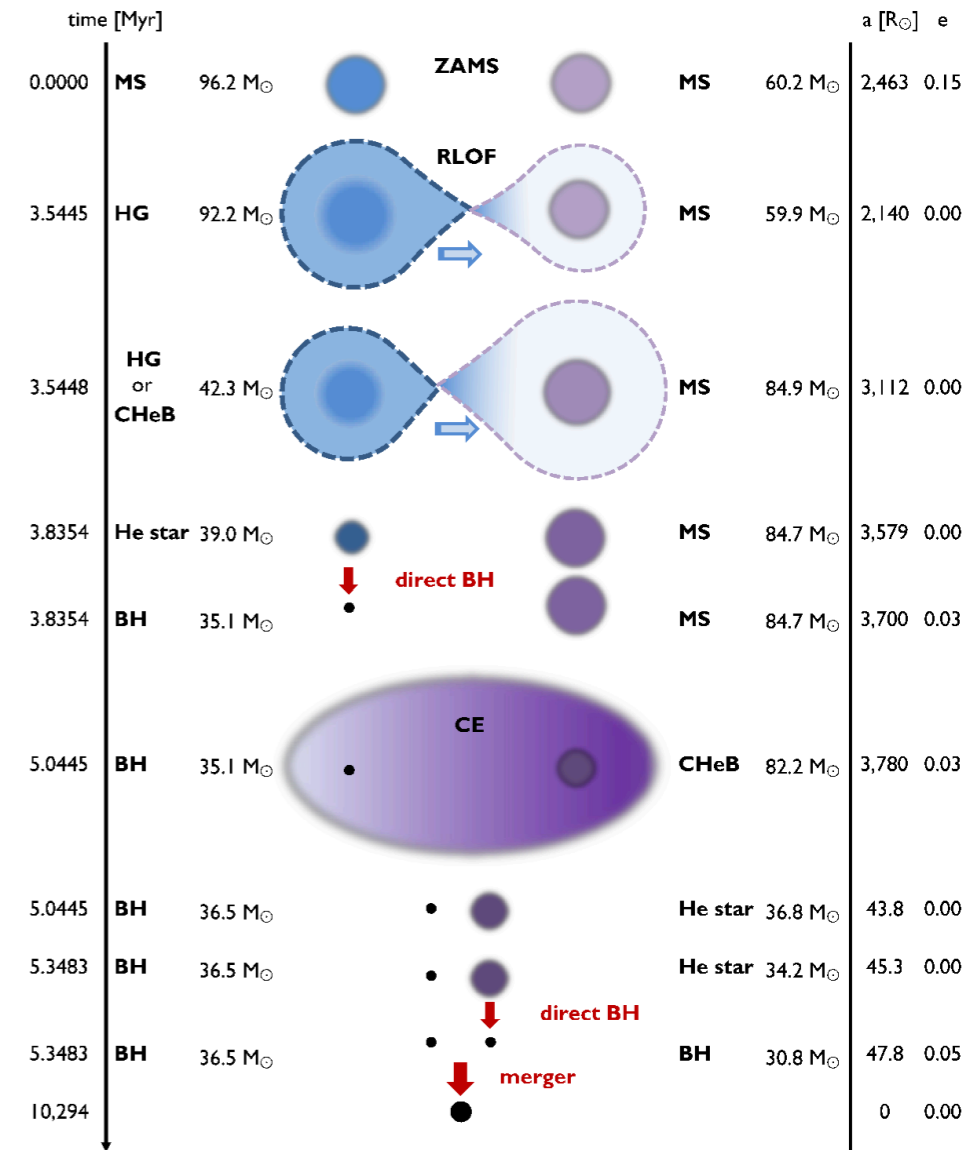 time [Myr] a [R☉] e
ZAMS
0.0000 MS 96.2 M☉ MS 60.2 M☉ 2,463 0.15
RLOF
3.5445 HG 92.2 M☉ MS 59.9 M☉ 2,140 0.00
HG
or
3.5448 42.3 M☉ MS 84.9 M☉ 3,112 0.00
CHeB
3.8354 He star 39.0 M☉ MS 84.7 M☉ 3,579 0.00
direct BH
3.8354 BH 35.1 M☉ MS 84.7 M☉ 3,700 0.03
CE
5.0445 BH 35.1 M☉ CHeB 82.2 M☉ 3,780 0.03
5.0445 BH 36.5 M☉ He star 36.8 M☉ 43.8 0.00
5.3483 BH 36.5 M☉ He star 34.2 M☉ 45.3 0.00
direct BH
5.3483 BH 36.5 M☉ BH 30.8 M☉ 47.8 0.05
merger
10,294 0 0.00